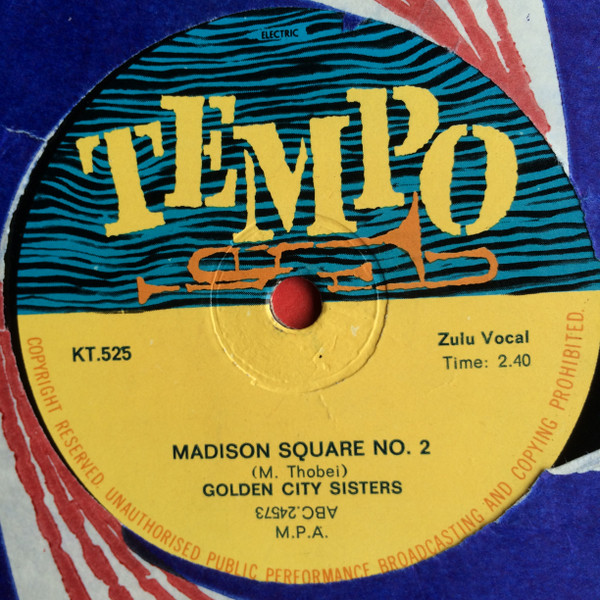 ELECTRIC
TEMPO
KT.525
Zulu Vocal
Time: 2.40
MADISON SQUARE NO. 2
(M. Thobei)
GOLDEN CITY SISTERS
ABC.24573
M.P.A.
COPYRIGHT RESERVED. UNAUTHORISED PUBLIC PERFORMANCE BROADCASTING AND COPYING PROHIBITED.